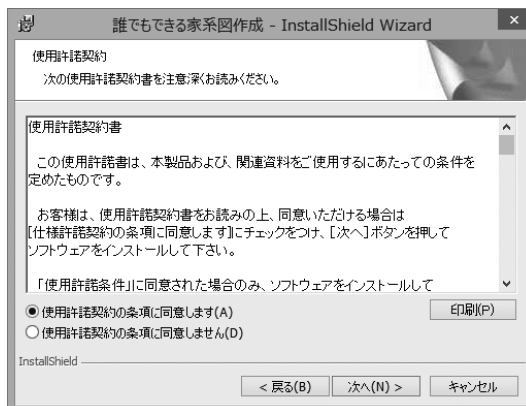 誰でもできる家系図作成 - InstallShield Wizard
使用許諾契約
次の使用許諾契約書を注意深くお読みください。
使用許諾契約書
この使用許諾書は、本製品および、関連資料をご使用するにあたっての条件を
定めたものです。
お客様は、使用許諾契約書をお読みの上、同意いただける場合は
[仕様許諾契約の条項に同意します]にチェックをつけ、[次へ]ボタンを押して
ソフトウェアをインストールして下さい。
「使用許諾条件」に同意された場合のみ、ソフトウェアをインストールして
使用許諾契約の条項に同意します(A)
印刷(P)
使用許諾契約の条項に同意しません(D)
InstallShield
< 戻る(B)
次へ(N) >
キャンセル